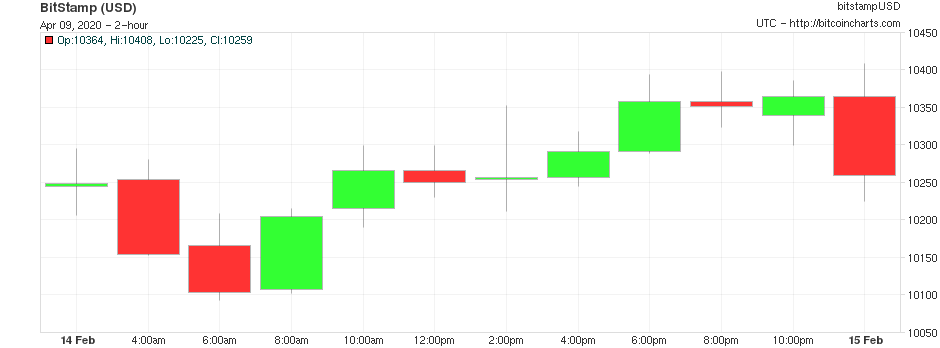 BitStamp (USD)
bitstampUSD
Apr 09, 2020 - 2-hour
UTC - http://bitcoincharts.com
Op:10364, Hi:10408, Lo:10225, Cl:10259
10450
10400
10350
10300
10250
10200
10150
10100
10050
14 Feb 4:00am 6:00am 8:00am 10:00am 12:00pm 2:00pm 4:00pm 6:00pm 8:00pm 10:00pm 15 Feb